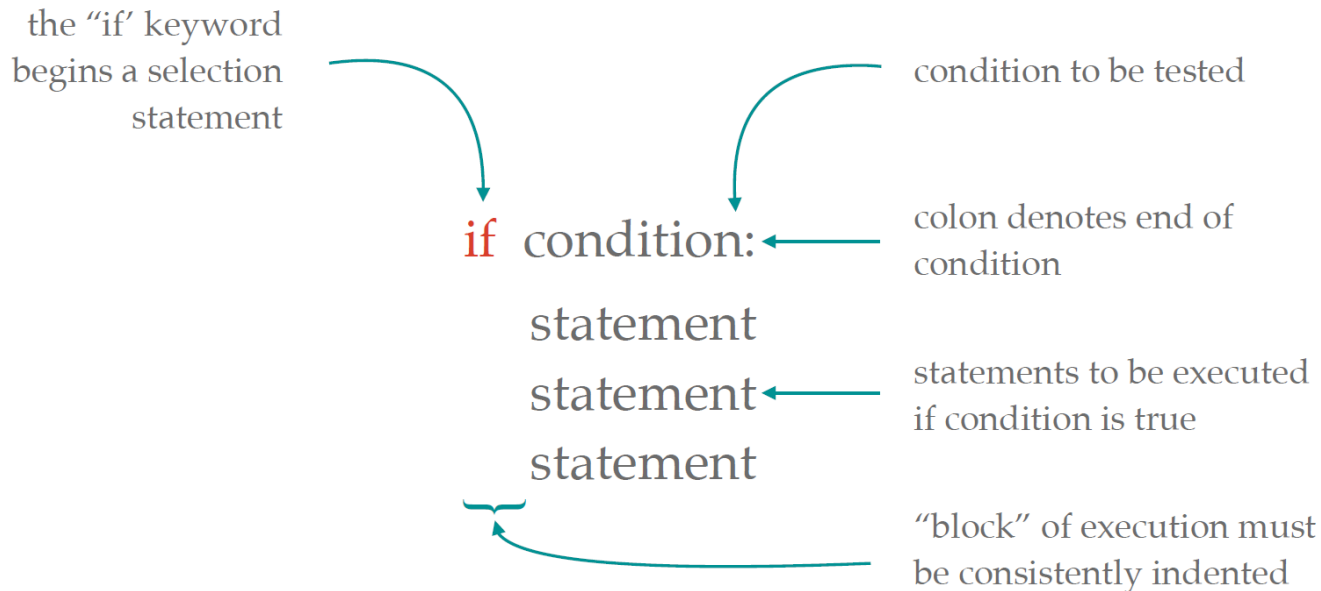 the “if’ keyword
begins a selection
statement
condition to be tested
if condition:
colon denotes end of
condition
statement
statement
statement
statements to be executed
if condition is true
“block” of execution must
be consistently indented